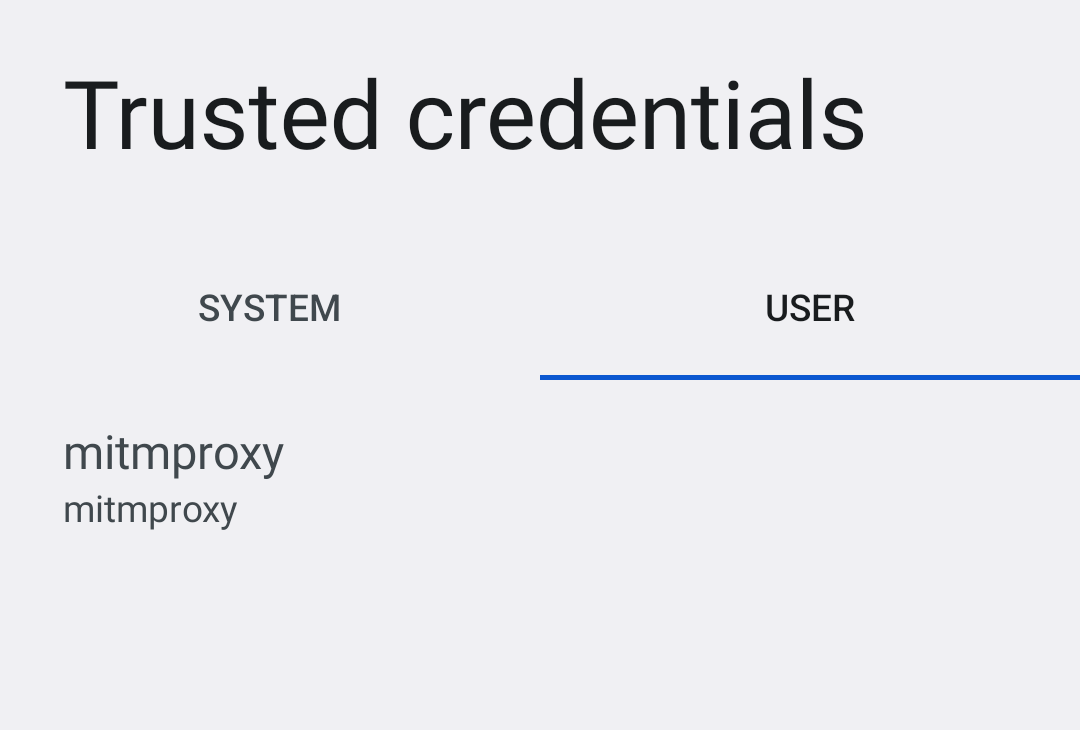 Trusted credentials
SYSTEM
USER
mitmproxy
mitmproxy